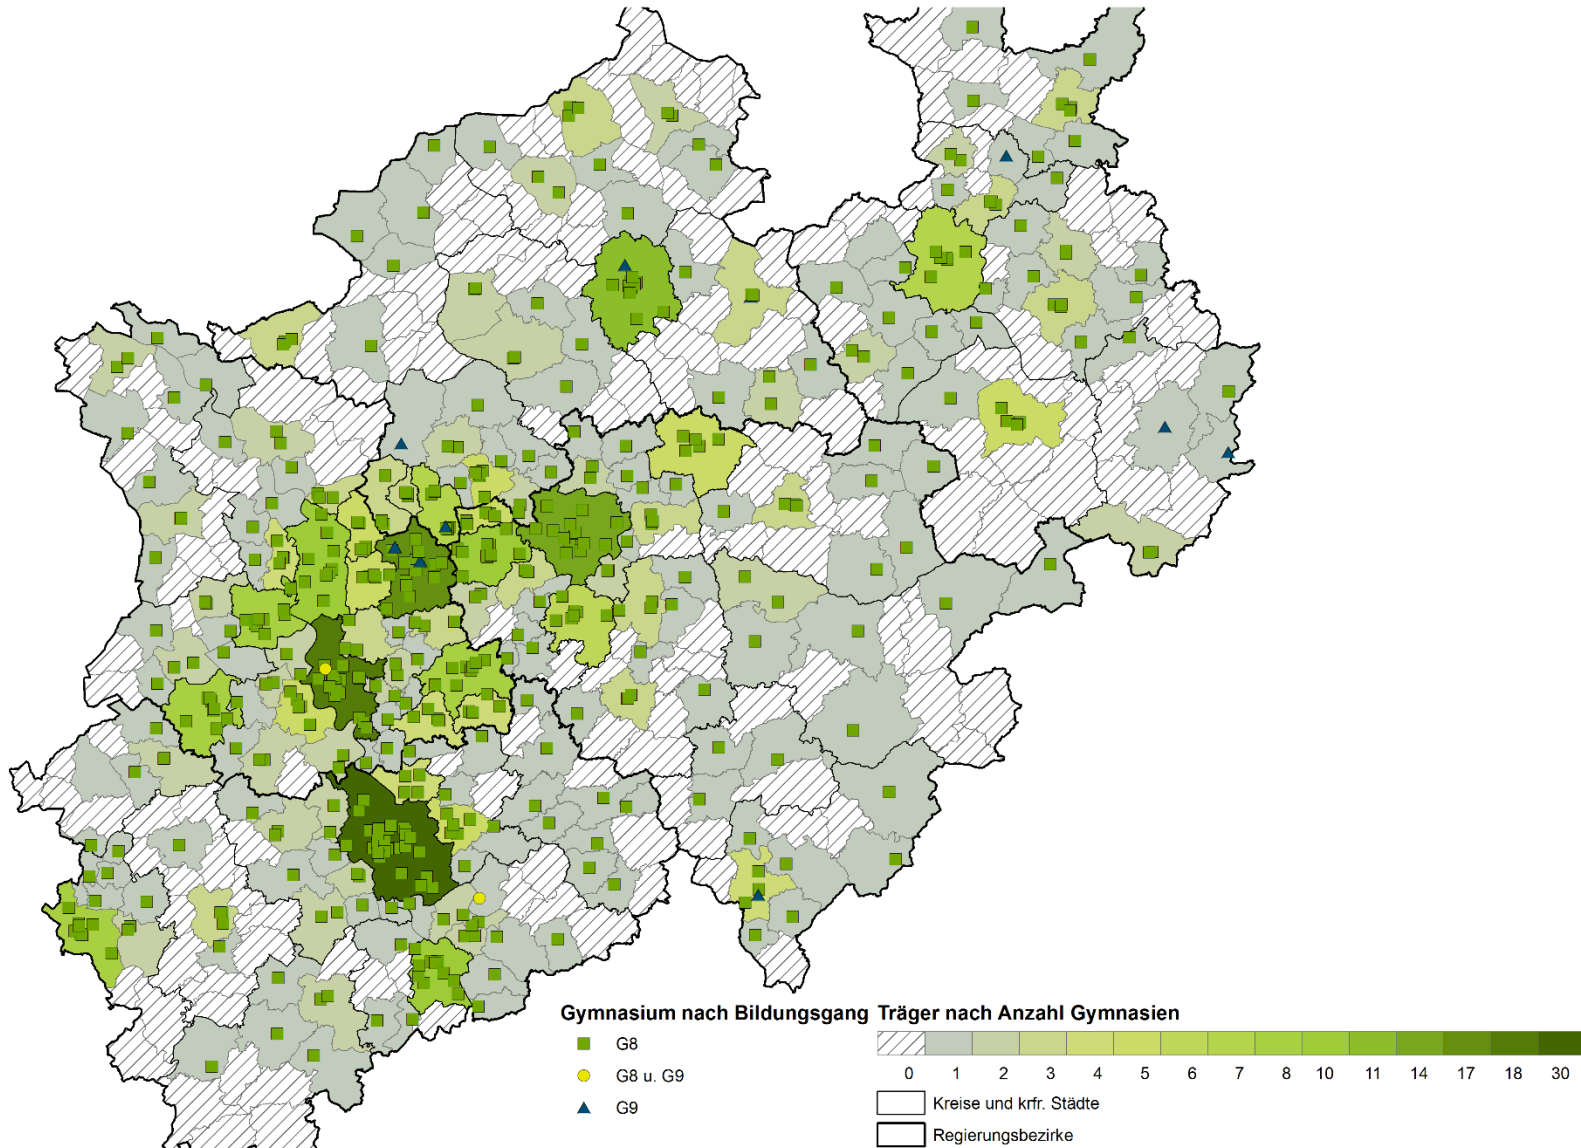 Gymnasium nach Bildungsgang
G8
G8 u. G9
G9
Träger nach Anzahl Gymnasien
0 1 2 3 4 5 6 7 8 10 11 14 17 18 30
Kreise und krfr. Städte
Regierungsbezirke